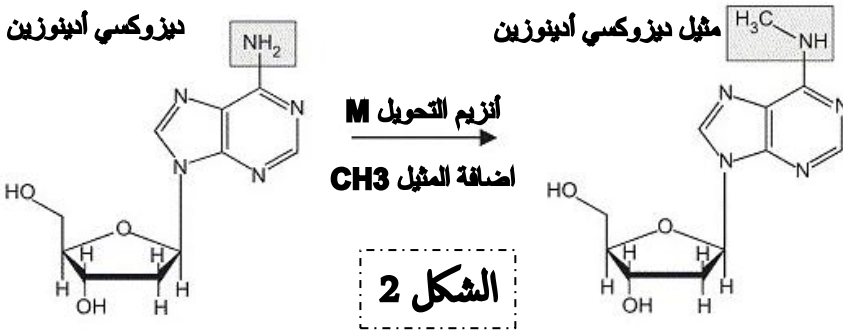 ديزوكسي أدينوزين
NH2
N
N
N
N
HO
O
H
H
H
H
OH
أنزيم التحويل M
اضافة المثيل CH3
الشكل 2
مثيل ديزوكسي أدينوزين
H3C
NH
N
N
N
N
HO
O
H
H
H
H
OH